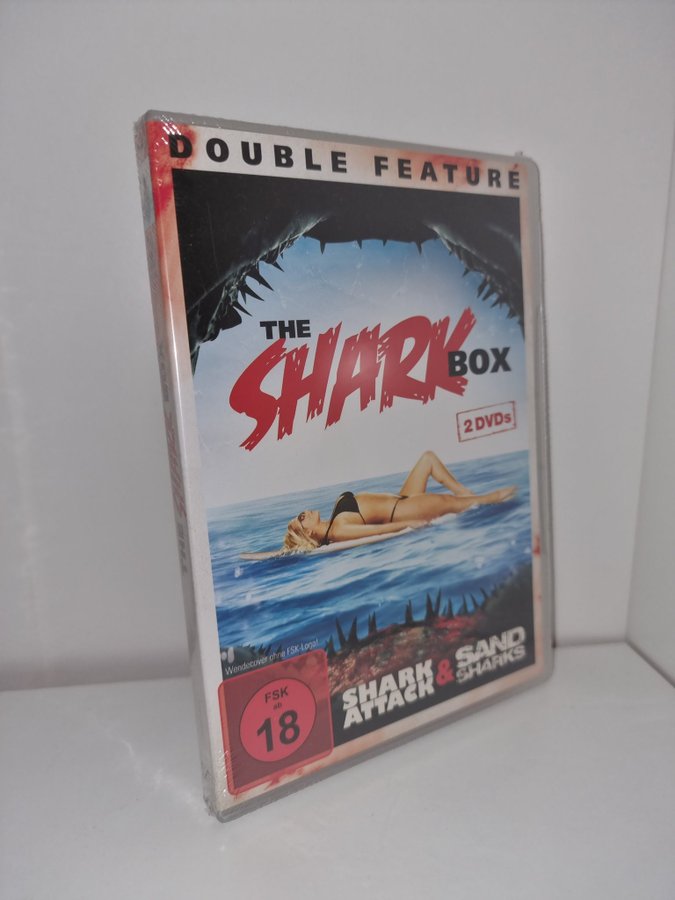 DOUBLE FEATURE
THE
SHARK
BOX
2 DVDs
Wendecover ohne FSK-Logo!
FSK
ab
18
SHARK
ATTACK
&
SAND
SHARKS